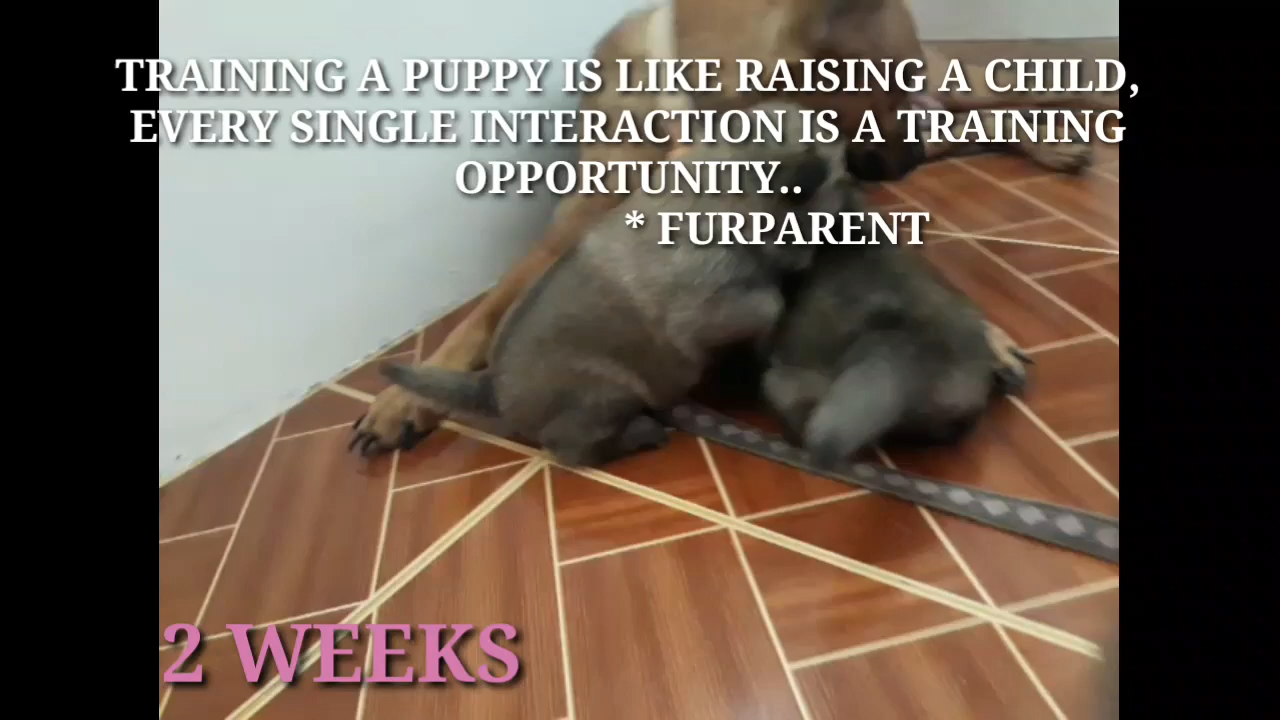 TRAINING A PUPPY IS LIKE RAISING A CHILD,
EVERY SINGLE INTERACTION IS A TRAINING
OPPORTUNITY..
* FURPARENT
2 WEEKS